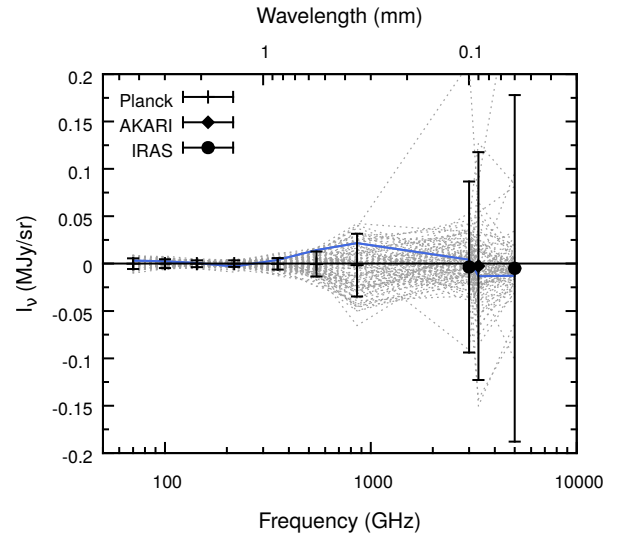 Wavelength (mm)
1 0.1
0.2
0.15
0.1
0.05
0
-0.05
-0.1
-0.15
-0.2
Planck
AKARI
IRAS
Iν (MJy/sr)
100 1000 10000
Frequency (GHz)